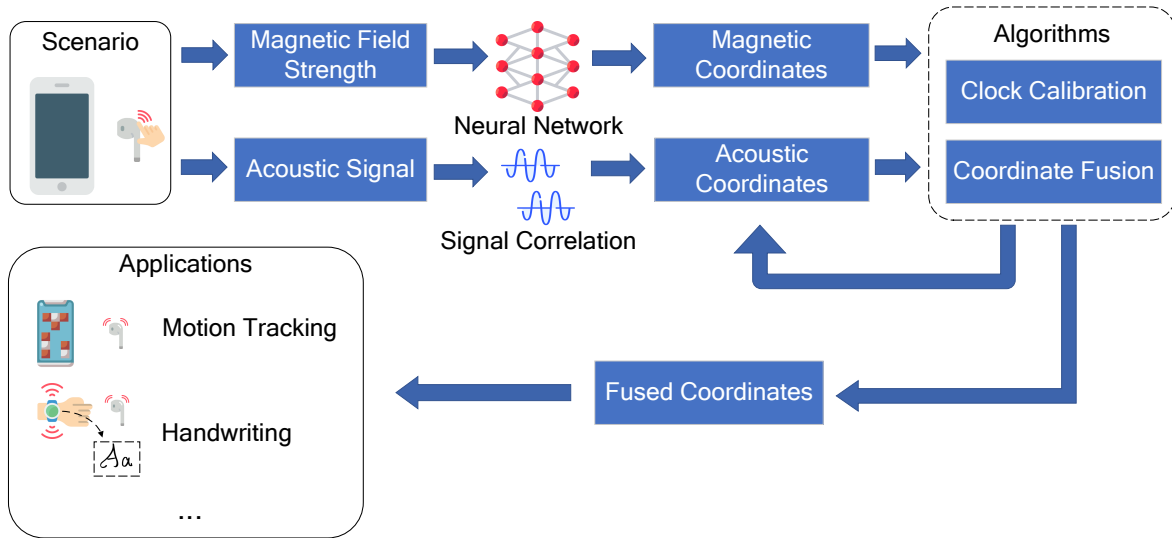 Scenario
Magnetic Field
Strength
Neural Network
Magnetic
Coordinates
Algorithms
Clock Calibration
Coordinate Fusion
Acoustic Signal
Signal Correlation
Acoustic
Coordinates
Applications
Motion Tracking
Handwriting
Aa
...
Fused Coordinates